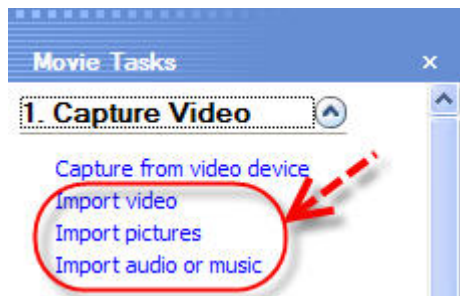 Movie Tasks
1. Capture Video
Capture from video device
Import video
Import pictures
Import audio or music